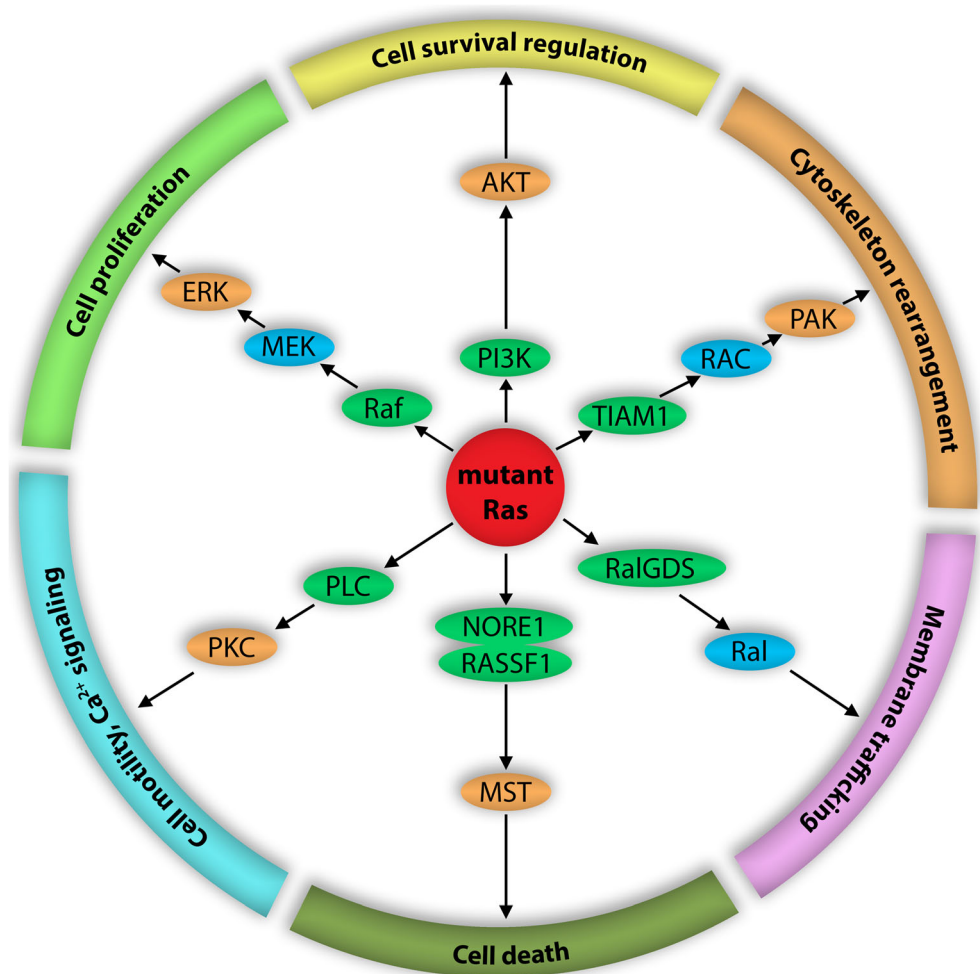 Cell survival regulation
Cytoskeleton rearrangement
Membrane trafficking
Cell death
Cell motility, Ca²⁺ signaling
Cell proliferation
AKT
PI3K
ERK
MEK
Raf
PAK
RAC
TIAM1
mutant
Ras
RalGDS
Ral
PLC
PKC
NORE1
RASSF1
MST